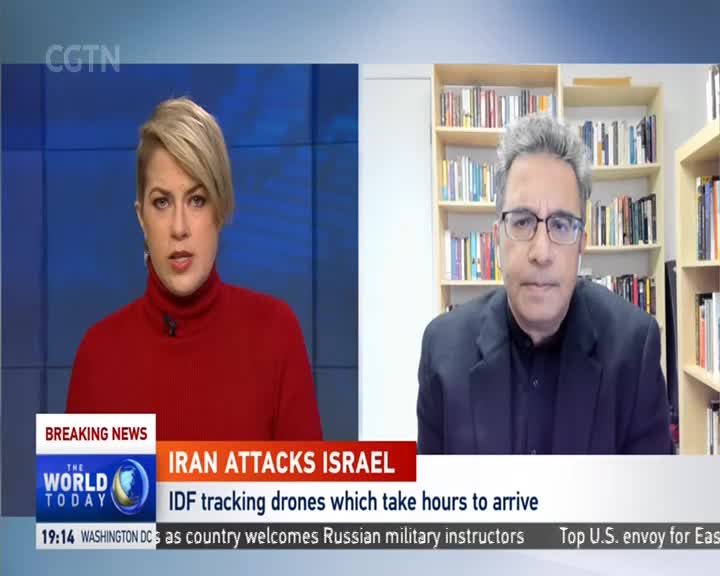 CGTN
BREAKING NEWS
THE
WORLD
TODAY
IRAN ATTACKS ISRAEL
IDF tracking drones which take hours to arrive
19:14 WASHINGTON DC
s as country welcomes Russian military instructors Top U.S. envoy for Eas